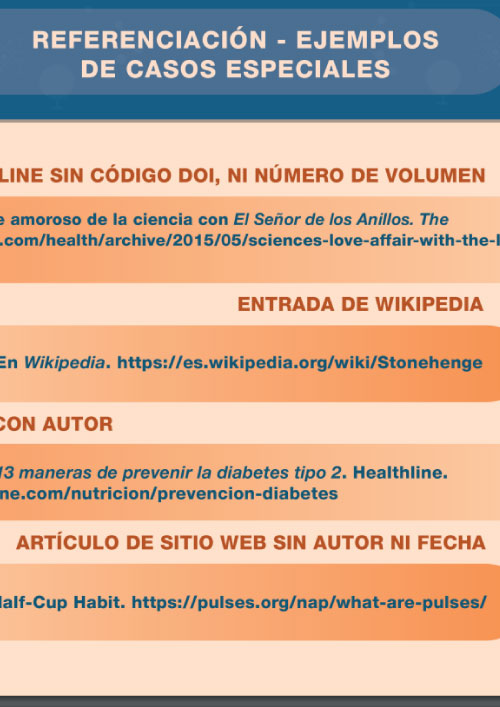 REFERENCIACIÓN - EJEMPLOS
DE CASOS ESPECIALES
LINE SIN CÓDIGO DOI, NI NÚMERO DE VOLUMEN
e amoroso de la ciencia con El Señor de los Anillos. The
.com/health/archive/2015/05/sciences-love-affair-with-the-l
ENTRADA DE WIKIPEDIA
En Wikipedia. https://es.wikipedia.org/wiki/Stonehenge
CON AUTOR
13 maneras de prevenir la diabetes tipo 2. Healthline.
ne.com/nutricion/prevencion-diabetes
ARTÍCULO DE SITIO WEB SIN AUTOR NI FECHA
Half-Cup Habit. https://pulses.org/nap/what-are-pulses/